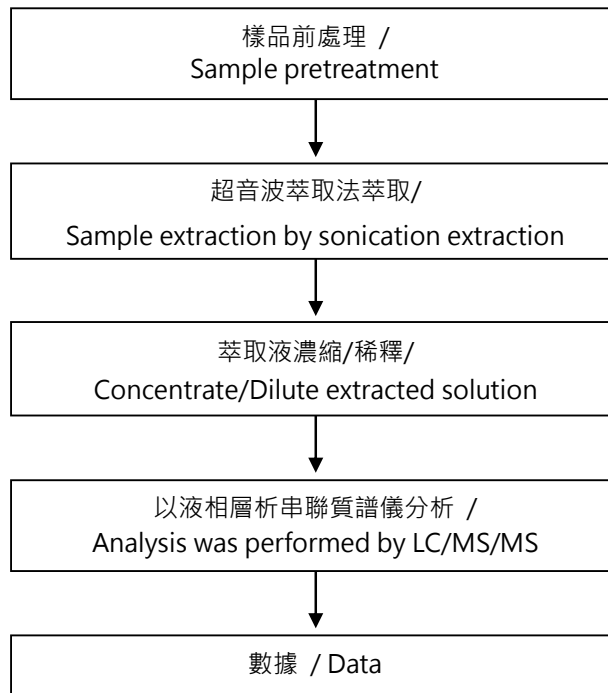 樣品前處理 /
Sample pretreatment
超音波萃取法萃取/
Sample extraction by sonication extraction
萃取液濃縮/稀釋/
Concentrate/Dilute extracted solution
以液相層析串聯質譜儀分析 /
Analysis was performed by LC/MS/MS
數據 / Data